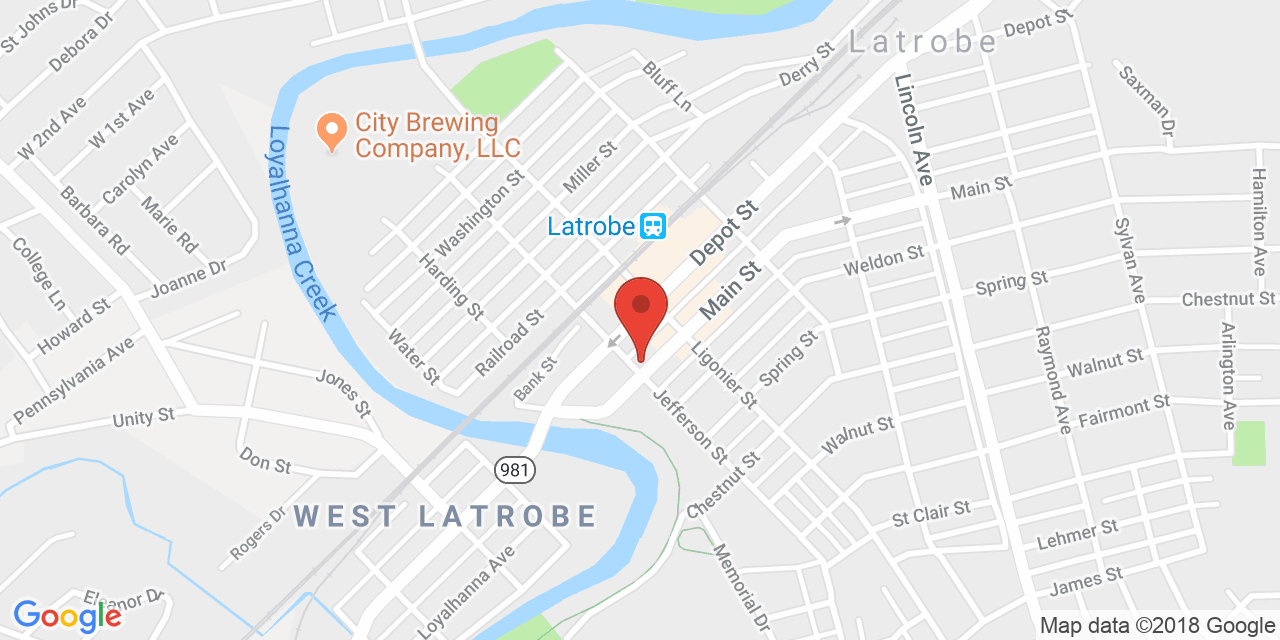 St Johns Dr
Debora Dr
W 2nd Ave
W 1st Ave
Carolyn Ave
Barbara Rd
Marie Rd
Joanne Dr
College Ln
Howard St
Pennsylvania Ave
Unity St
Jones St
Don St
Rogers Dr
Eleanor Dr
Loyalhanna Creek
City Brewing
Company, LLC
Washington St
Miller St
Bluff Ln
Derry St
Latrobe
Depot St
Lincoln Ave
Saxman Dr
Main St
Hamilton Ave
Latrobe
Depot St
Main St
Weldon St
Spring St
Sylvan Ave
Chestnut St
Arlington Ave
Harding St
Railroad St
Water St
Bank St
Ligonier St
Spring St
Jefferson St
Raymond Ave
Walnut St
Fairmont St
Walnut St
Chestnut St
981
WEST LATROBE
St Clair St
Lehmer St
James St
Memorial Dr
Loyalhanna Ave
Google
Map data ©2018 Google